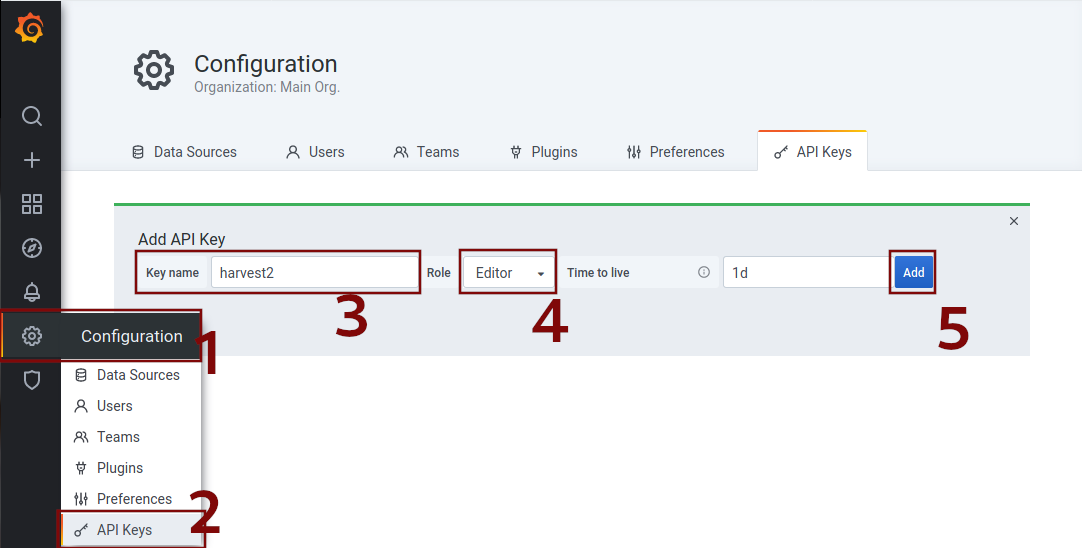 Configuration
Organization: Main Org.
Data Sources Users Teams Plugins Preferences API Keys
Add API Key
Key name harvest2 Role Editor Time to live 1d Add
3 4 5
Configuration 1
Data Sources
Users
Teams
Plugins
Preferences
API Keys 2